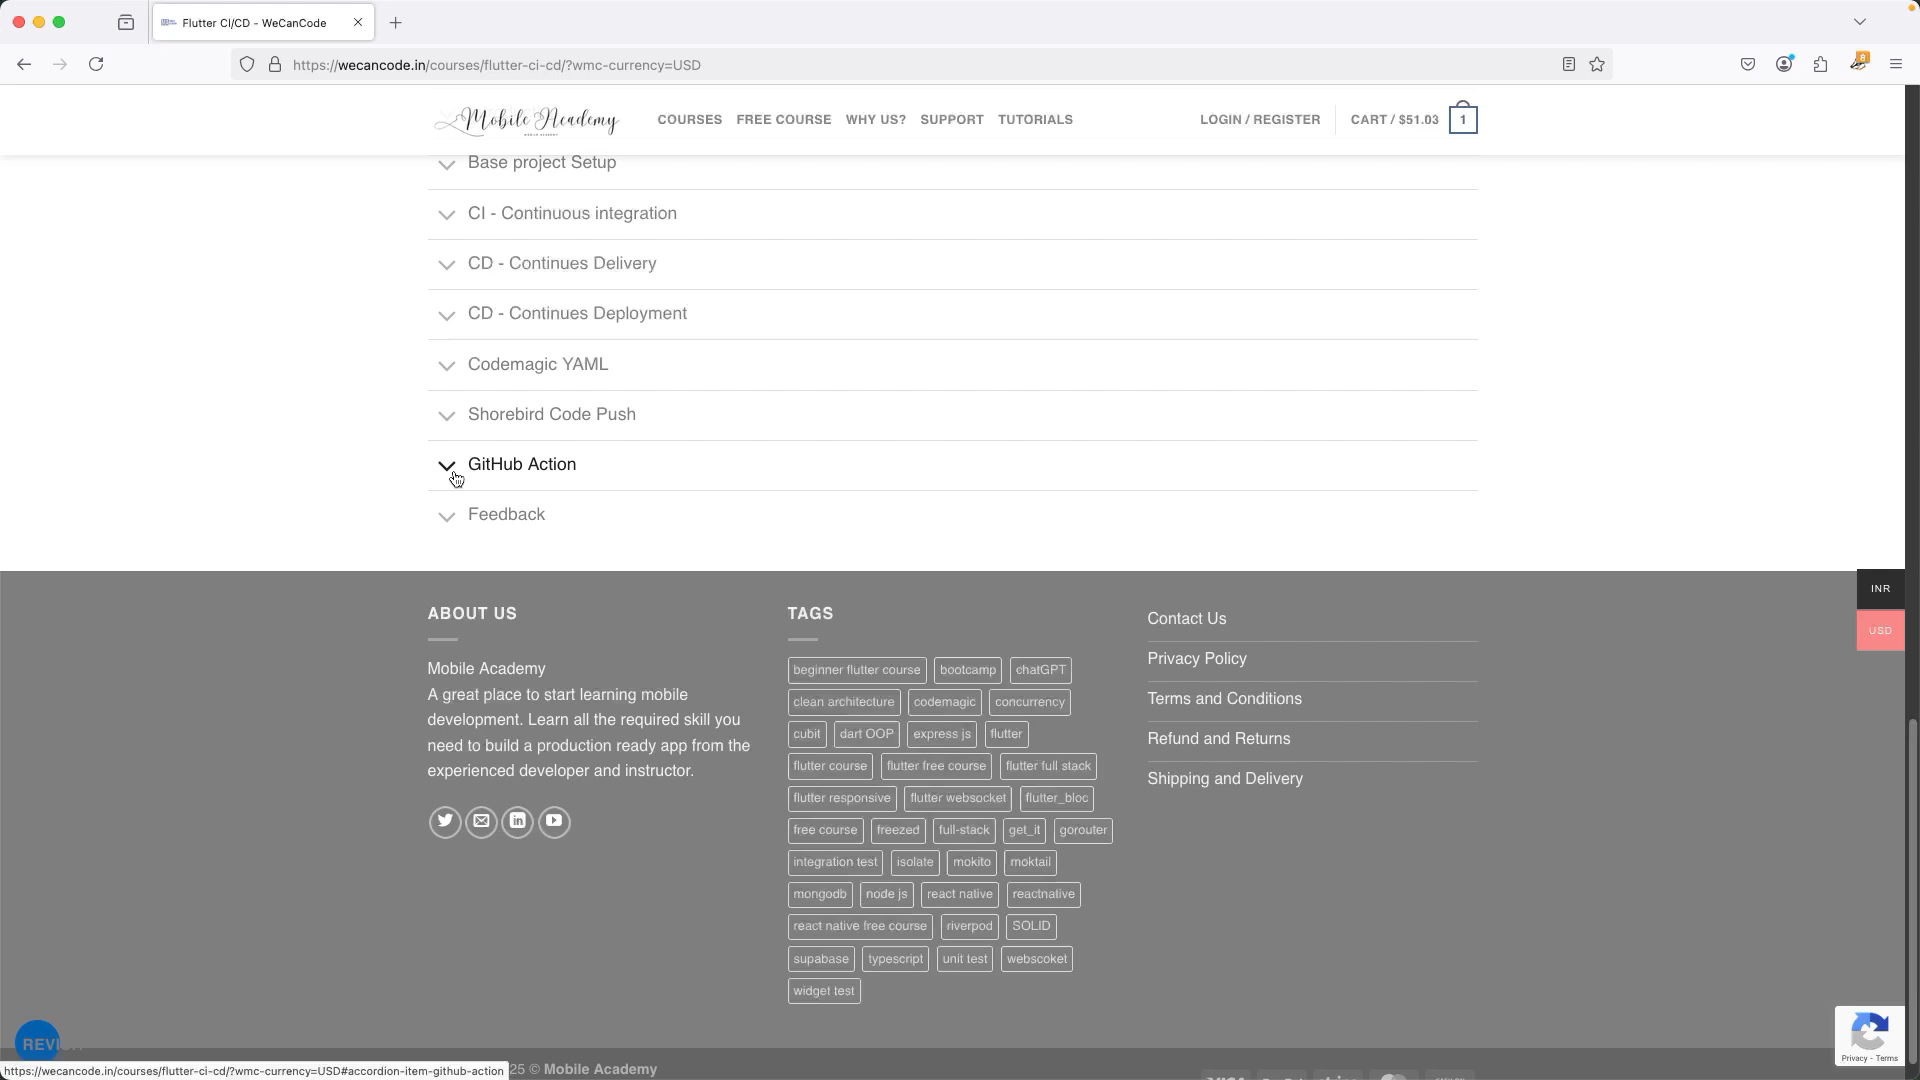 Flutter CI/CD - WeCanCode
https://wecancode.in/courses/flutter-ci-cd/?wmc-currency=USD
Mobile Academy
COURSES
FREE COURSE
WHY US?
SUPPORT
TUTORIALS
LOGIN / REGISTER
CART / $51.03
1
Base project Setup
CI - Continuous integration
CD - Continues Delivery
CD - Continues Deployment
Codemagic YAML
Shorebird Code Push
GitHub Action
Feedback
INR
USD
ABOUT US
Mobile Academy
A great place to start learning mobile
development. Learn all the required skill you
need to build a production ready app from the
experienced developer and instructor.
TAGS
beginner flutter course bootcamp chatGPT
clean architecture codemagic concurrency
cubit dart OOP express js flutter
flutter course flutter free course flutter full stack
flutter responsive flutter websocket flutter_bloc
free course freezed full-stack get_it gorouter
integration test isolate mokito moktail
mongodb node js react native reactnative
react native free course riverpod SOLID
supabase typescript unit test webscoket
widget test
Contact Us
Privacy Policy
Terms and Conditions
Refund and Returns
Shipping and Delivery
REVI
Privacy - Terms
https://wecancode.in/courses/flutter-ci-cd/?wmc-currency=USD#accordion-item-github-action
25 © Mobile Academy